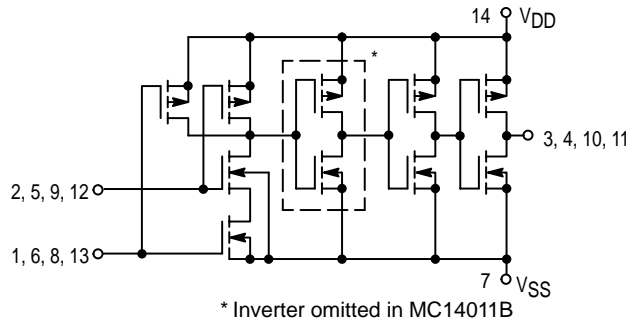 14 VDD
*
3, 4, 10, 11
2, 5, 9, 12
1, 6, 8, 13
7 VSS
* Inverter omitted in MC14011B